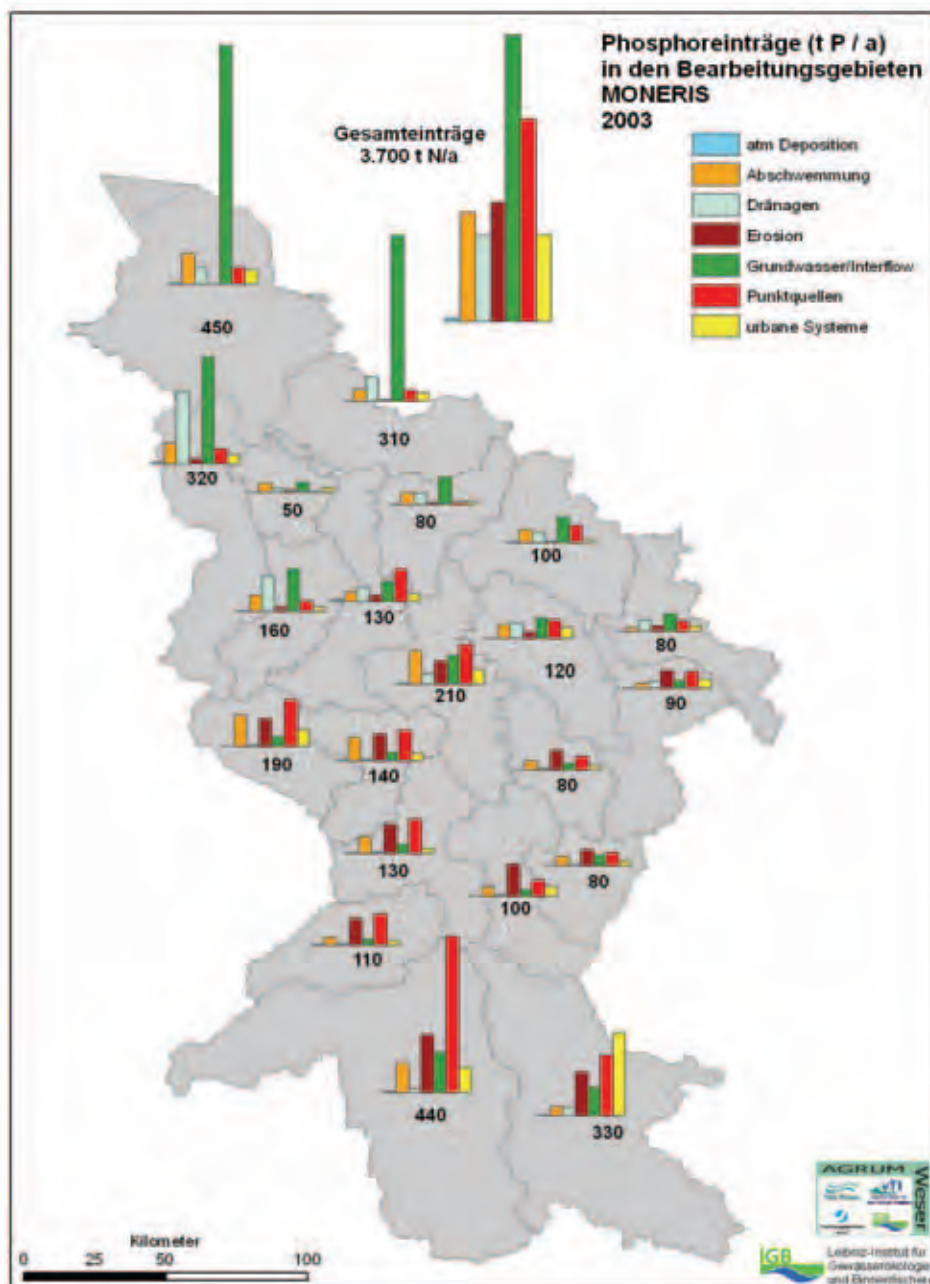 Phosphoreinträge (t P / a)
in den Bearbeitungsgebieten
MONERIS
2003
Gesamteinträge
3.700 t N/a
atm Deposition
Abschwemmung
Dränagen
Erosion
Grundwasser/Interflow
Punktquellen
urbane Systeme
450
310
320
50
80
100
160
130
80
120
210
90
190
140
80
130
80
100
110
440
330
Kilometer
0 25 50 100
AGRUM
Weser
vTI
IGB
IGB
Leibniz-Institut für
Gewässerökologie
und Binnenfischerei